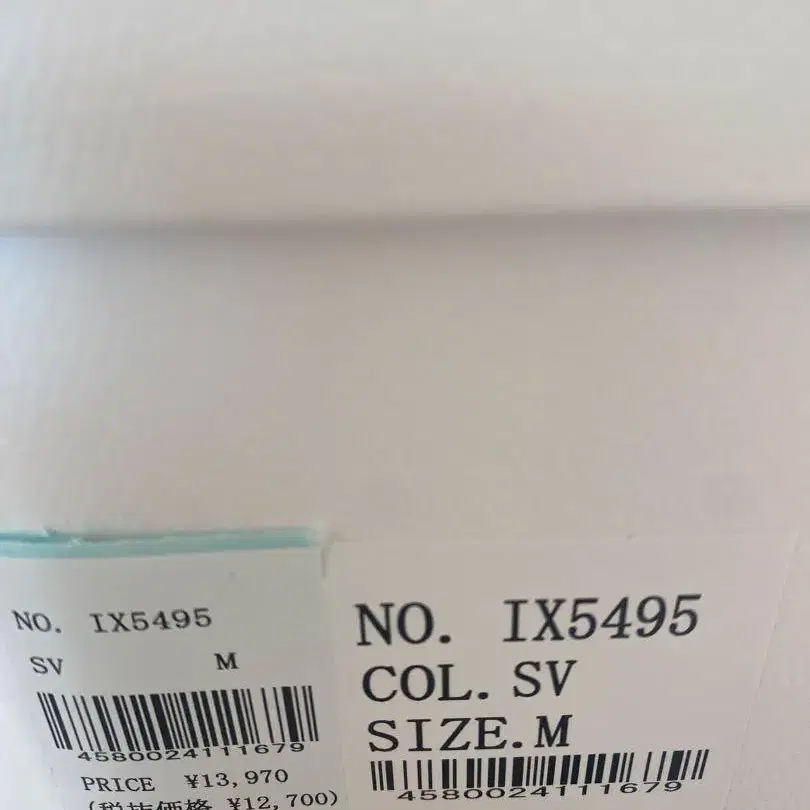 NO. IX5495
SV M
4580024111679
PRICE ¥13,970
(税抜価格 ¥12,700)
NO. IX5495
COL. SV
SIZE. M
4580024111679